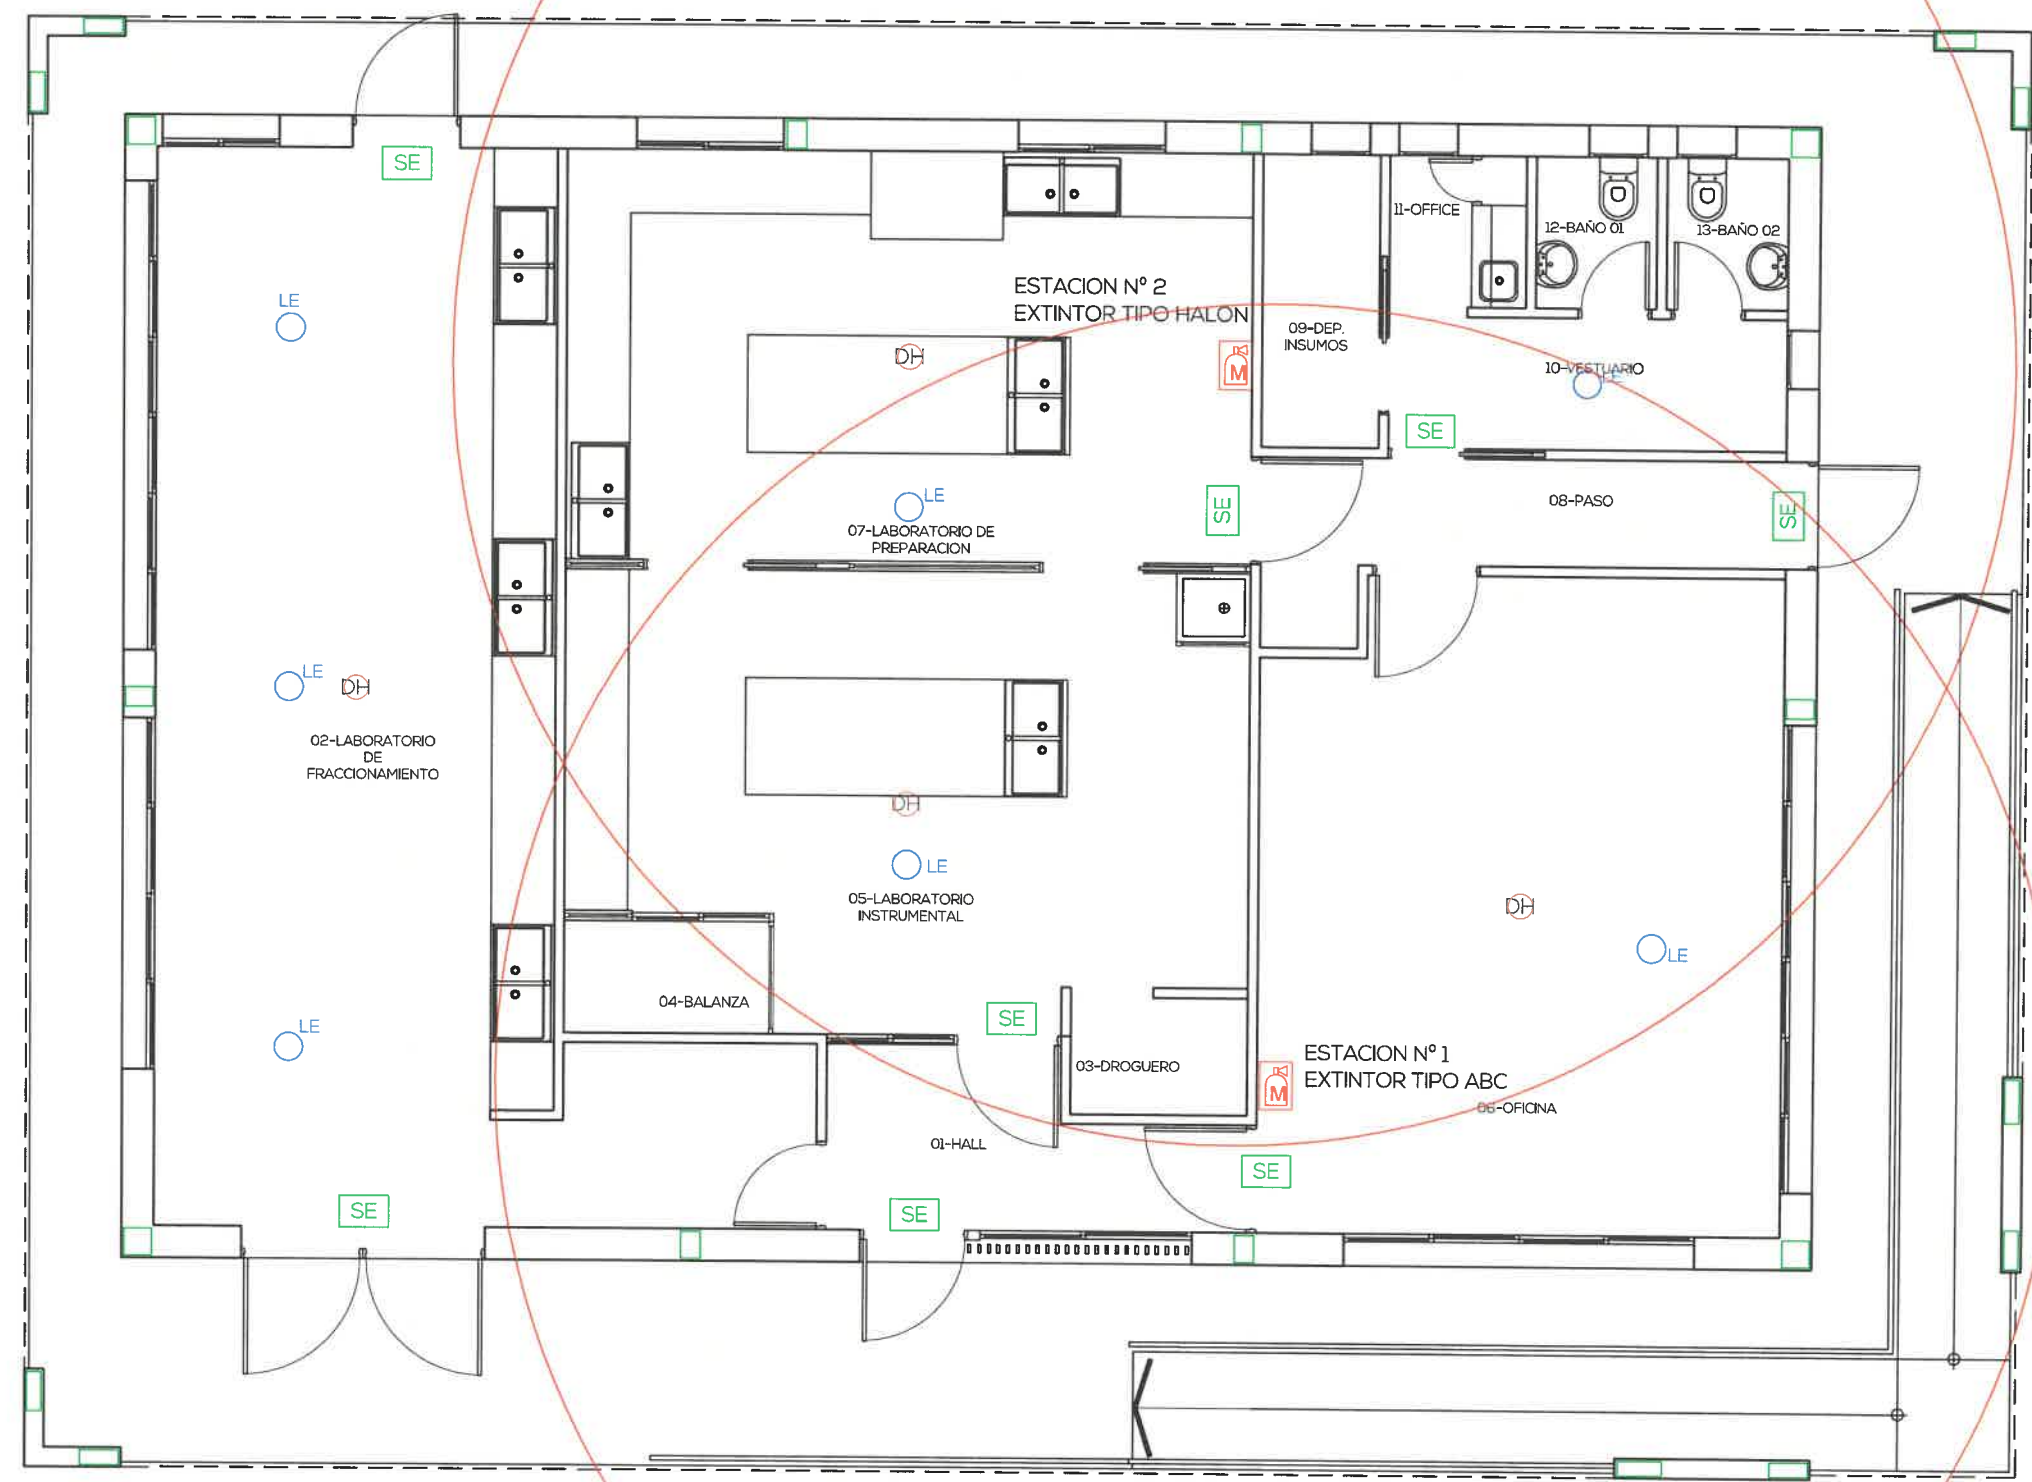 SE
11-OFFICE
12-BAÑO 01
13-BAÑO 02
ESTACION Nº 2
EXTINTOR TIPO HALON
LE
09-DEP.
INSUMOS
DH
M
10-VESTUARIO
LE
SE
LE
SE
08-PASO
SE
07-LABORATORIO DE
PREPARACION
LE
DH
02-LABORATORIO
DE
FRACCIONAMIENTO
DH
LE
05-LABORATORIO
INSTRUMENTAL
DH
LE
04-BALANZA
SE
LE
ESTACION Nº 1
EXTINTOR TIPO ABC
M
03-DROGUERO
06-OFICINA
01-HALL
SE
SE
SE